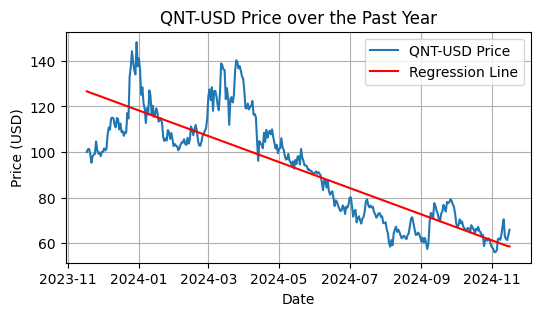 QNT-USD Price over the Past Year
QNT-USD Price
Regression Line
Price (USD)
140
120
100
80
60
2023-11
2024-01
2024-03
2024-05
2024-07
2024-09
2024-11
Date